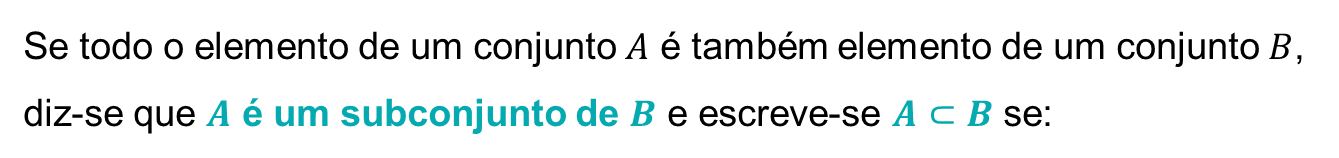 Se todo o elemento de um conjunto A é também elemento de um conjunto B,
diz-se que A é um subconjunto de B e escreve-se A ⊂ B se: